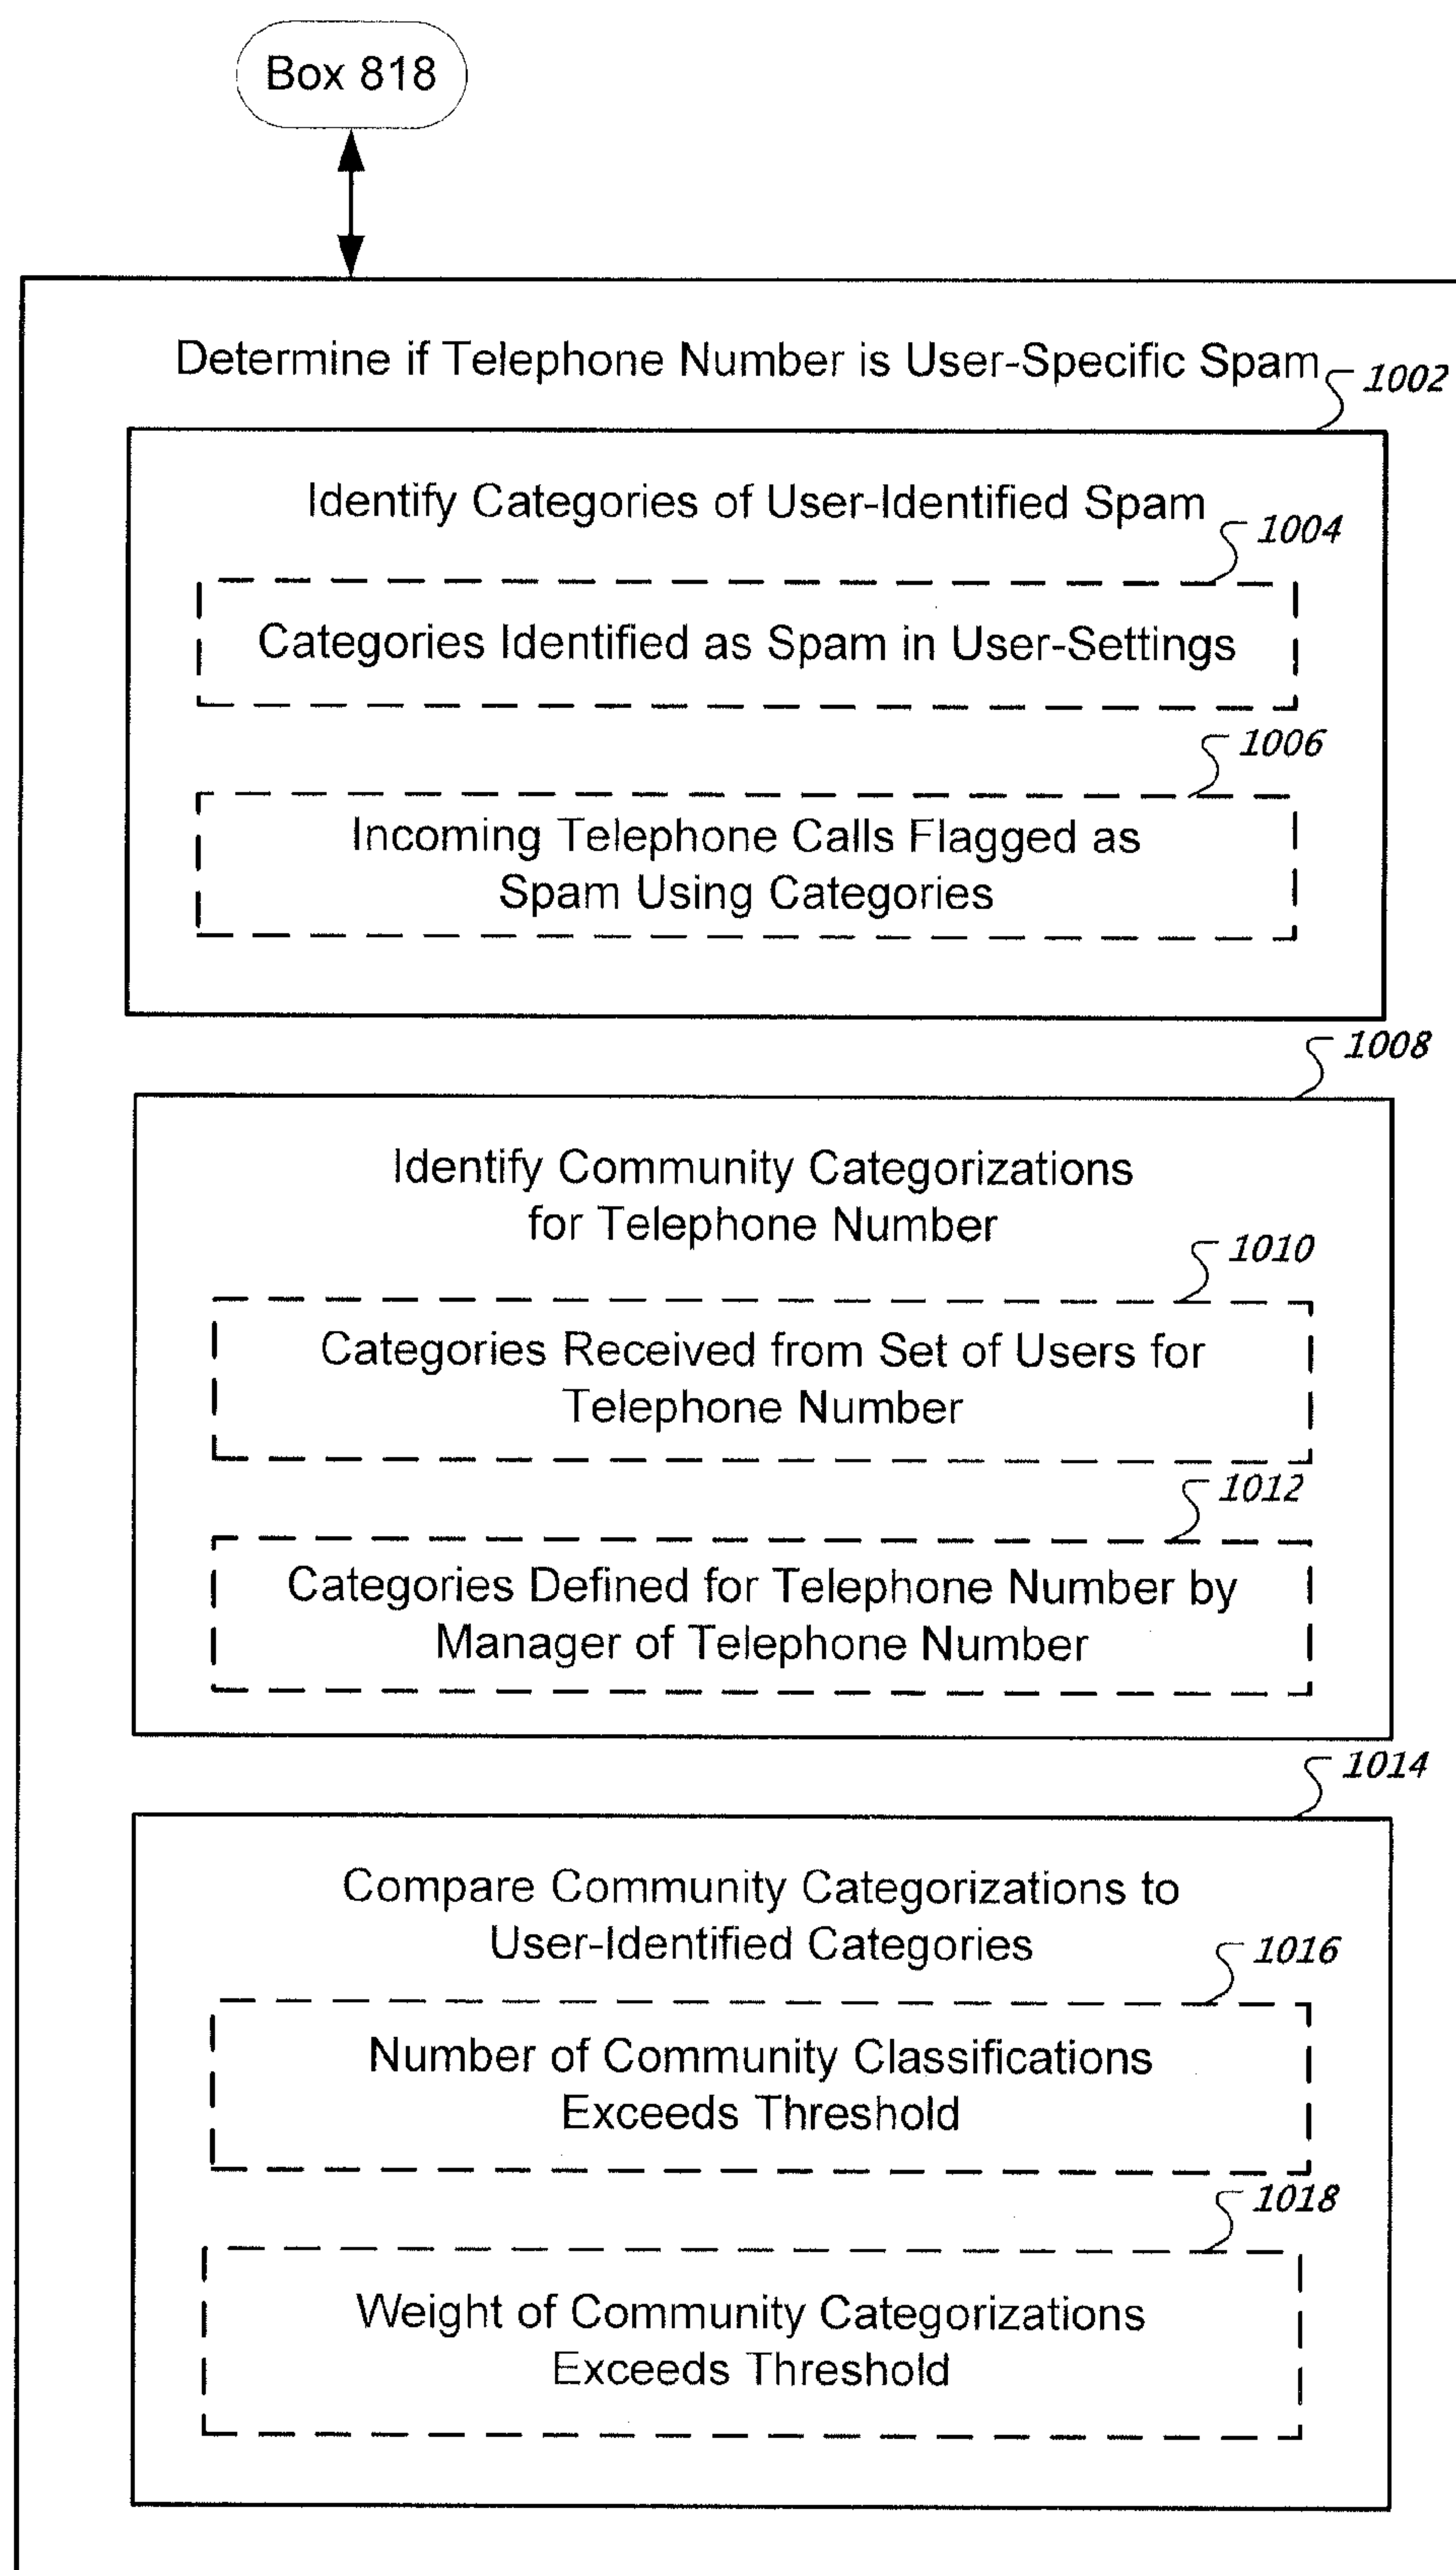 Box 818
Determine if Telephone Number is User-Specific Spam
1002
Identify Categories of User-Identified Spam
1004
Categories Identified as Spam in User-Settings
1006
Incoming Telephone Calls Flagged as
Spam Using Categories
1008
Identify Community Categorizations
for Telephone Number
1010
Categories Received from Set of Users for
Telephone Number
1012
Categories Defined for Telephone Number by
Manager of Telephone Number
1014
Compare Community Categorizations to
User-Identified Categories
1016
Number of Community Classifications
Exceeds Threshold
1018
Weight of Community Categorizations
Exceeds Threshold